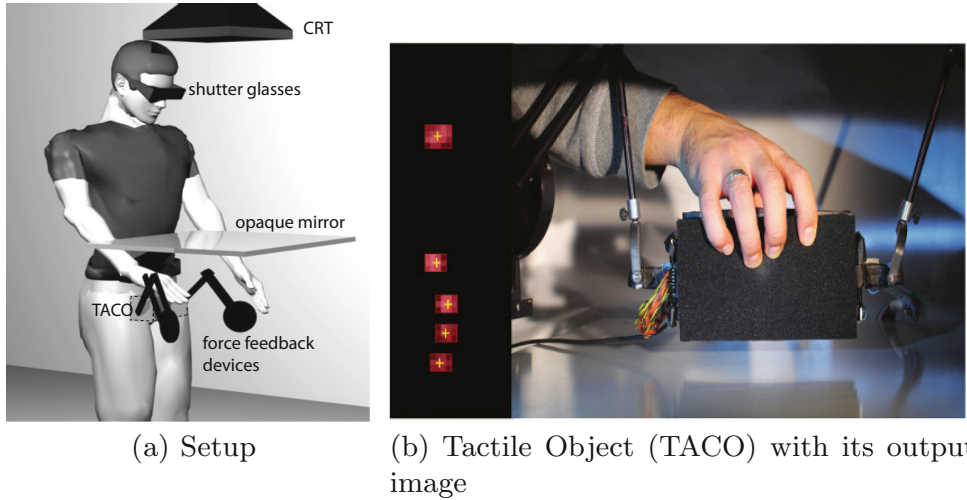 CRT
shutter glasses
opaque mirror
TACO
force feedback
devices
(a) Setup
(b) Tactile Object (TACO) with its output
image